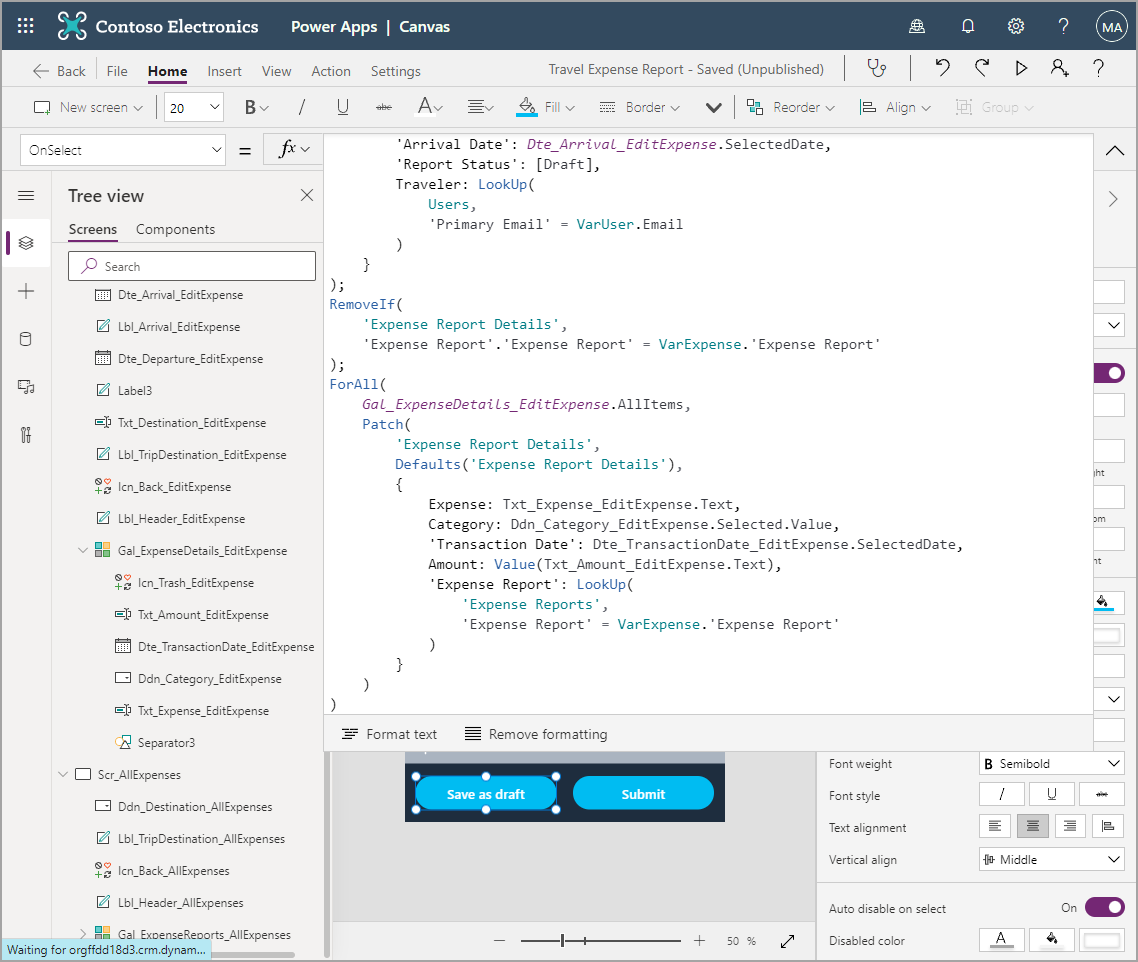 Contoso Electronics Power Apps | Canvas MA
Back File Home Insert View Action Settings Travel Expense Report - Saved (Unpublished)
New screen 20 B / U abc A Fill Border Reorder Align Group
OnSelect = fx
Tree view
Screens Components
Search
Dte_Arrival_EditExpense
Lbl_Arrival_EditExpense
Dte_Departure_EditExpense
Label3
Txt_Destination_EditExpense
Lbl_TripDestination_EditExpense
Icn_Back_EditExpense
Lbl_Header_EditExpense
Gal_ExpenseDetails_EditExpense
Icn_Trash_EditExpense
Txt_Amount_EditExpense
Dte_TransactionDate_EditExpense
Ddn_Category_EditExpense
Txt_Expense_EditExpense
Separator3
Scr_AllExpenses
Ddn_Destination_AllExpenses
Lbl_TripDestination_AllExpenses
Icn_Back_AllExpenses
Lbl_Header_AllExpenses
Gal_ExpenseReports_AllExpenses
Waiting for orgffdd18d3.crm.dynam...
'Arrival Date': Dte_Arrival_EditExpense.SelectedDate,
'Report Status': [Draft],
Traveler: LookUp(
Users,
'Primary Email' = VarUser.Email
)
}
);
RemoveIf(
'Expense Report Details',
'Expense Report'.'Expense Report' = VarExpense.'Expense Report'
);
ForAll(
Gal_ExpenseDetails_EditExpense.AllItems,
Patch(
'Expense Report Details',
Defaults('Expense Report Details'),
{
Expense: Txt_Expense_EditExpense.Text,
Category: Ddn_Category_EditExpense.Selected.Value,
'Transaction Date': Dte_TransactionDate_EditExpense.SelectedDate,
Amount: Value(Txt_Amount_EditExpense.Text),
'Expense Report': LookUp(
'Expense Reports',
'Expense Report' = VarExpense.'Expense Report'
)
}
)
)
Format text Remove formatting
Save as draft Submit
50 %
Font weight B Semibold
Font style / U abc
Text alignment
Vertical align Middle
Auto disable on select On
Disabled color A